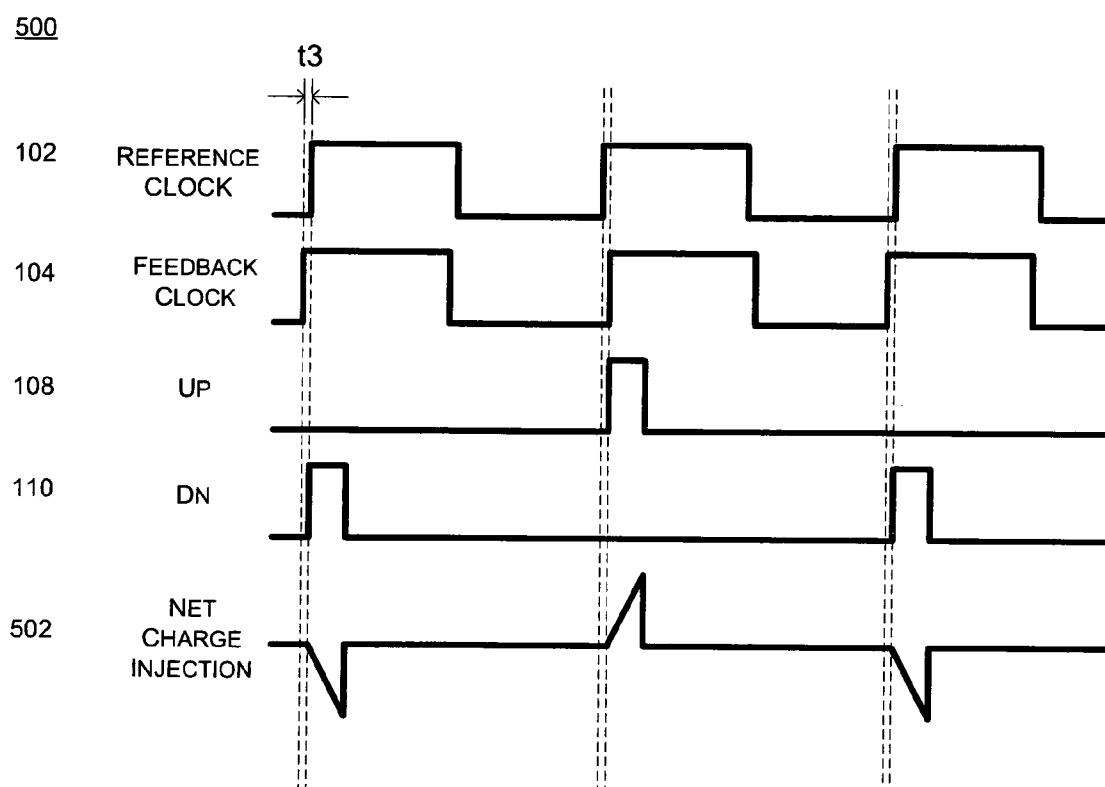 500
t3
102
REFERENCE
CLOCK
104
FEEDBACK
CLOCK
108
UP
110
DN
502
NET
CHARGE
INJECTION